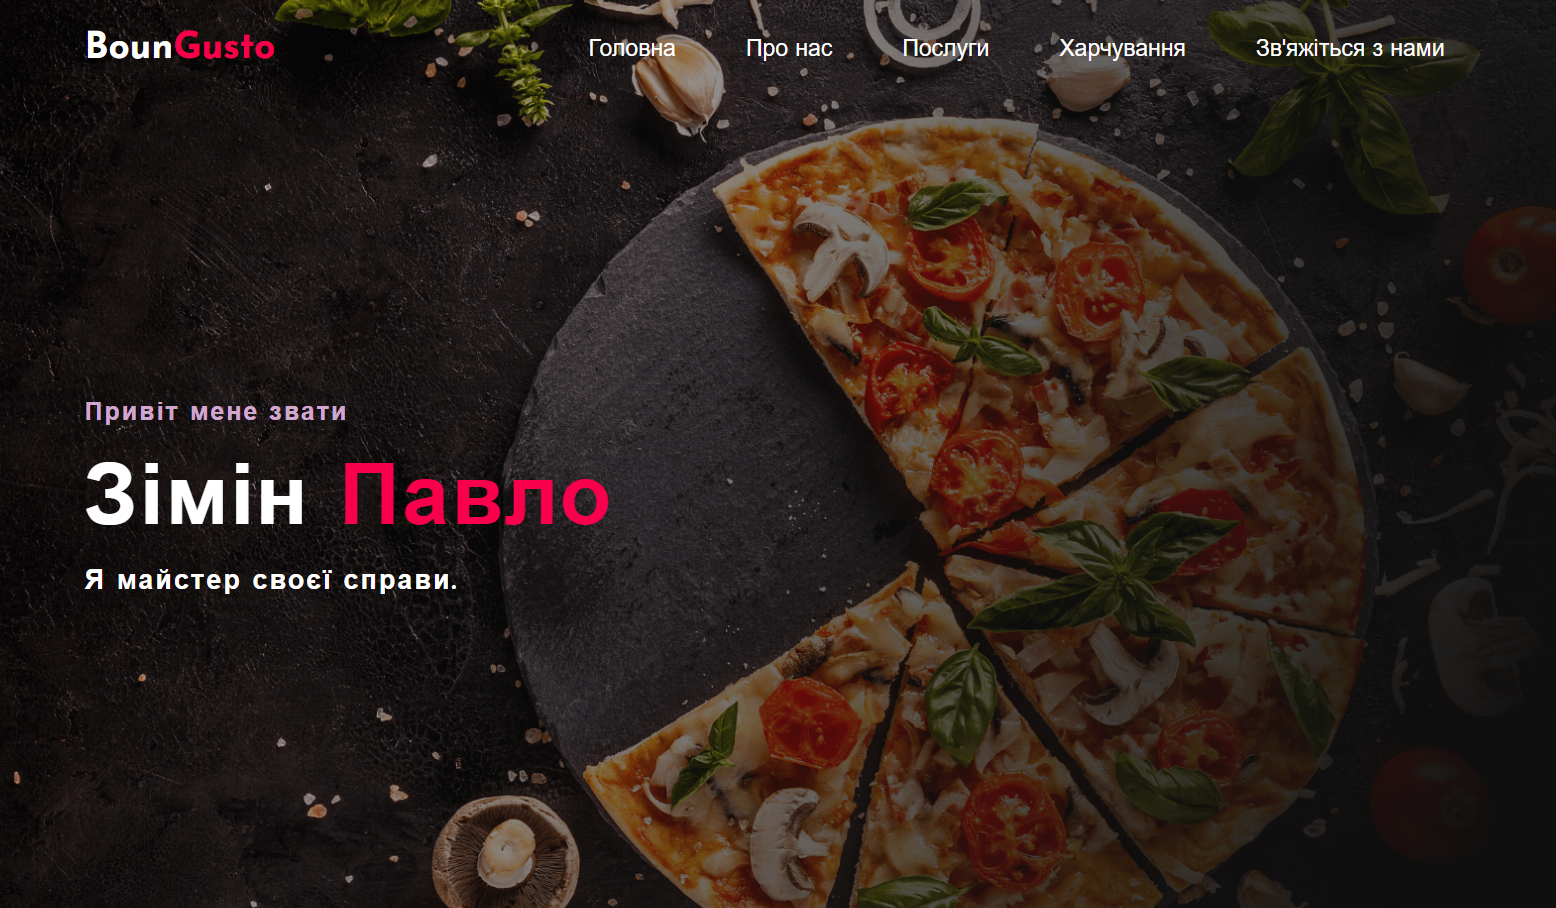 BounGusto
Головна Про нас Послуги Харчування Зв'яжіться з нами
Привіт мене звати
Зімін Павло
Я майстер своєї справи.